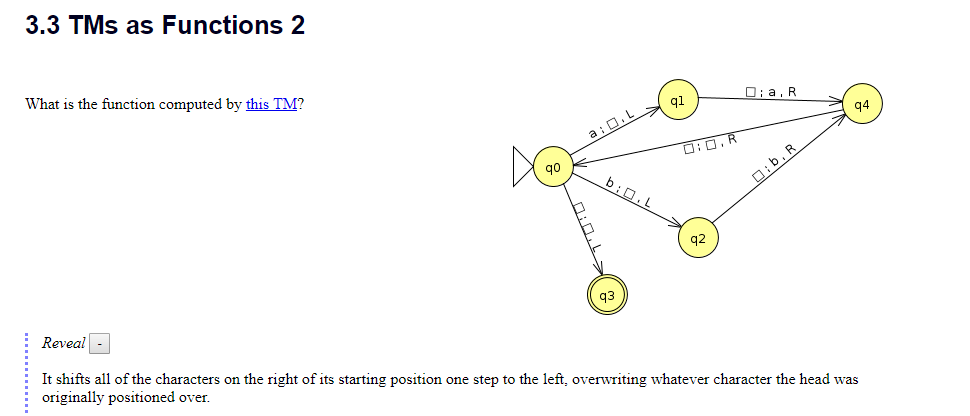 3.3 TMs as Functions 2
What is the function computed by this TM?
q1
□;a,R
q4
a;□,L
□;□,R
q0
b;□,L
□;b,R
□;□,L
q2
q3
Reveal -
It shifts all of the characters on the right of its starting position one step to the left, overwriting whatever character the head was
originally positioned over.